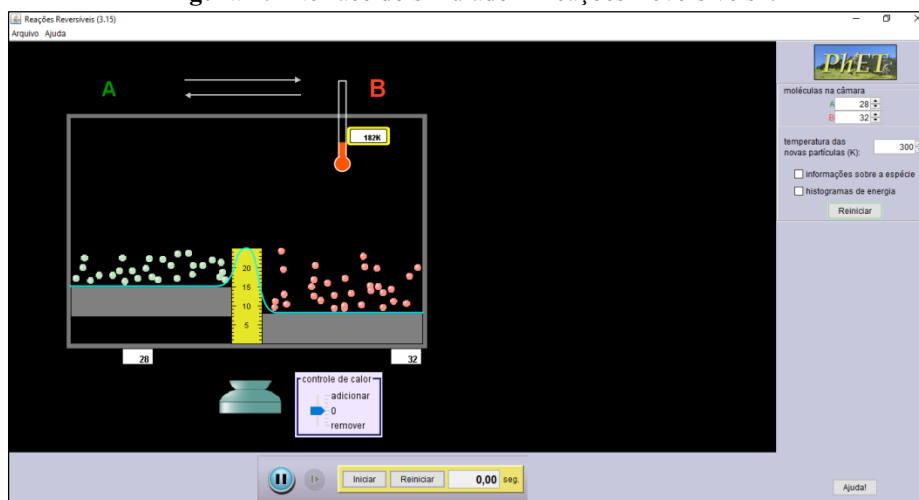 Reações Reversíveis (3.15)
Arquivo Ajuda
A
B
182K
20
15
10
5
28
32
controle de calor
adicionar
0
remover
Iniciar
Reiniciar
0,00 seg.
PhET
moléculas na câmara
A 28
B 32
temperatura das
novas partículas (K): 300
informações sobre a espécie
histogramas de energia
Reiniciar
Ajuda!